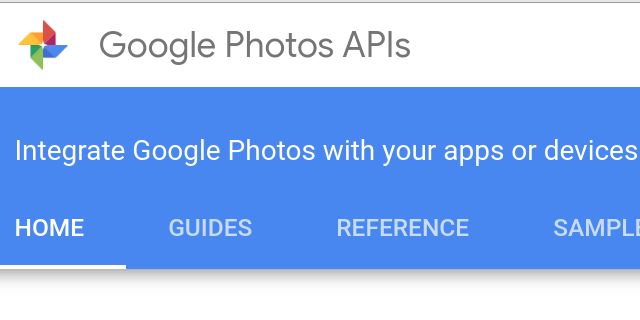 Google Photos APIs
Integrate Google Photos with your apps or devices
HOME GUIDES REFERENCE